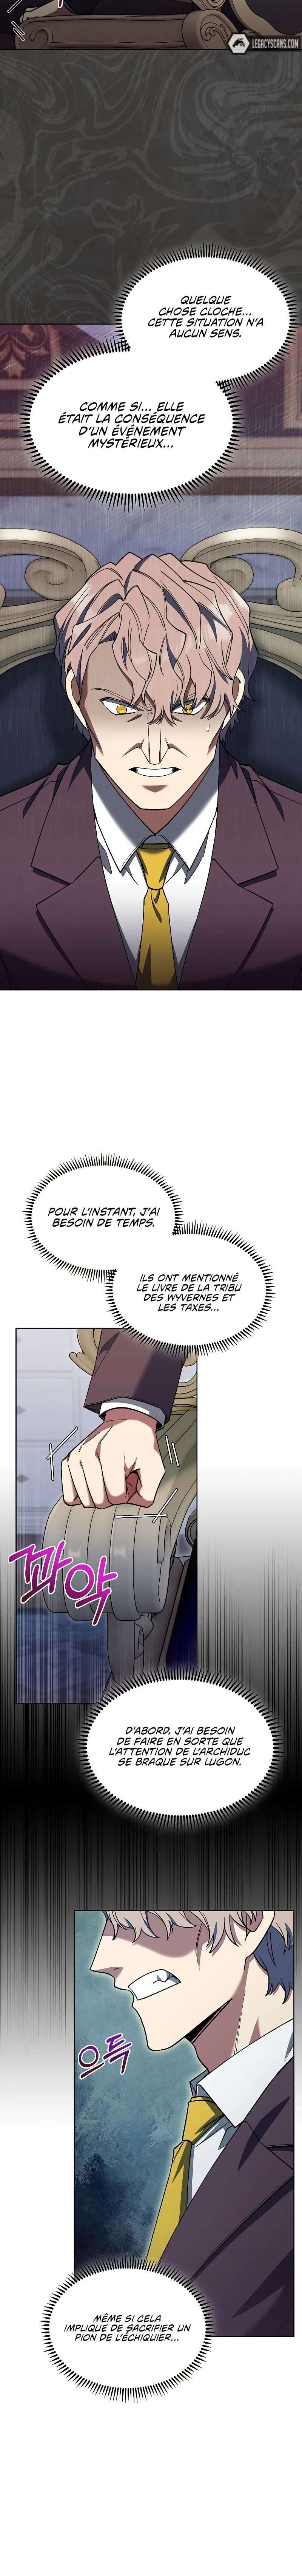 LEGACYSCANS.COM
QUELQUE
CHOSE CLOCHE...
CETTE SITUATION N'A
AUCUN SENS.
COMME SI... ELLE
ÉTAIT LA CONSÉQUENCE
D'UN ÉVÉNEMENT
MYSTÉRIEUX...
POUR L'INSTANT, J'AI
BESOIN DE TEMPS.
ILS ONT MENTIONNÉ
LE LIVRE DE LA TRIBU
DES WYVERNES ET
LES TAXES...
꽈악
D'ABORD, J'AI BESOIN
DE FAIRE EN SORTE QUE
L'ATTENTION DE L'ARCHIDUC
SE BRAQUE SUR LUGON.
으득
MÊME SI CELA
IMPLIQUE DE SACRIFIER UN
PION DE L'ÉCHIQUIER...